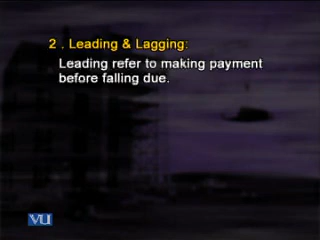 2 . Leading & Lagging:
Leading refer to making payment
before falling due.
VU